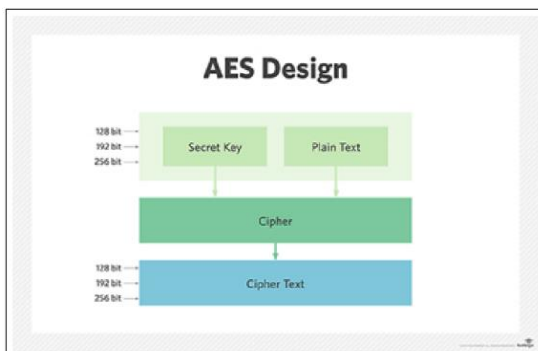 AES Design
128 bit
192 bit
256 bit
Secret Key
Plain Text
Cipher
128 bit
192 bit
256 bit
Cipher Text